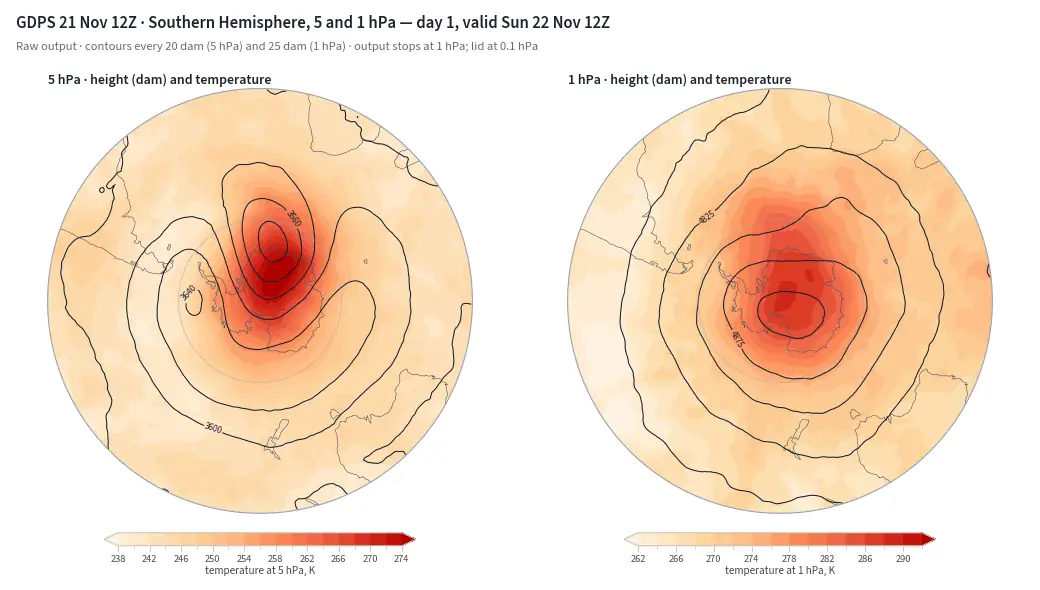 GDPS 21 Nov 12Z · Southern Hemisphere, 5 and 1 hPa — day 1, valid Sun 22 Nov 12Z
Raw output · contours every 20 dam (5 hPa) and 25 dam (1 hPa) · output stops at 1 hPa; lid at 0.1 hPa
5 hPa · height (dam) and temperature
3560
3640
3600
238 242 246 250 254 258 262 266 270 274
temperature at 5 hPa, K
1 hPa · height (dam) and temperature
4825
4875
262 266 270 274 278 282 286 290
temperature at 1 hPa, K